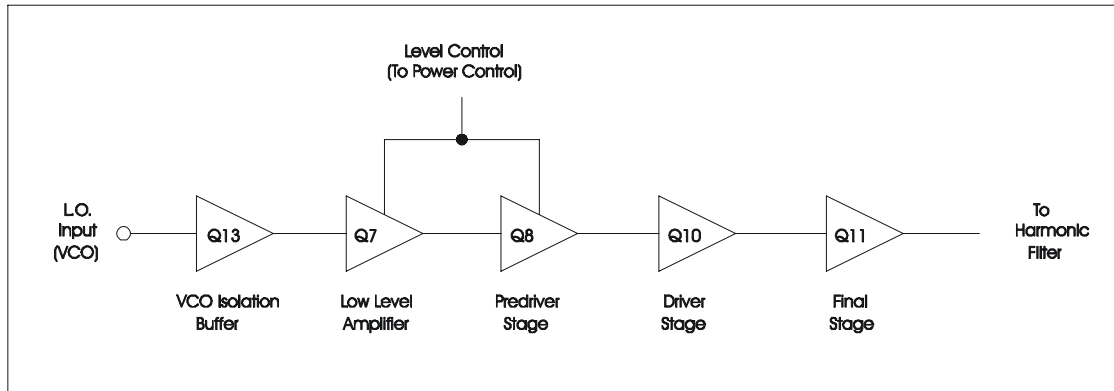 Level Control
(To Power Control)
L.O.
Input
(VCO)
Q13
Q7
Q8
Q10
Q11
To
Harmonic
Filter
VCO Isolation
Buffer
Low Level
Amplifier
Predriver
Stage
Driver
Stage
Final
Stage